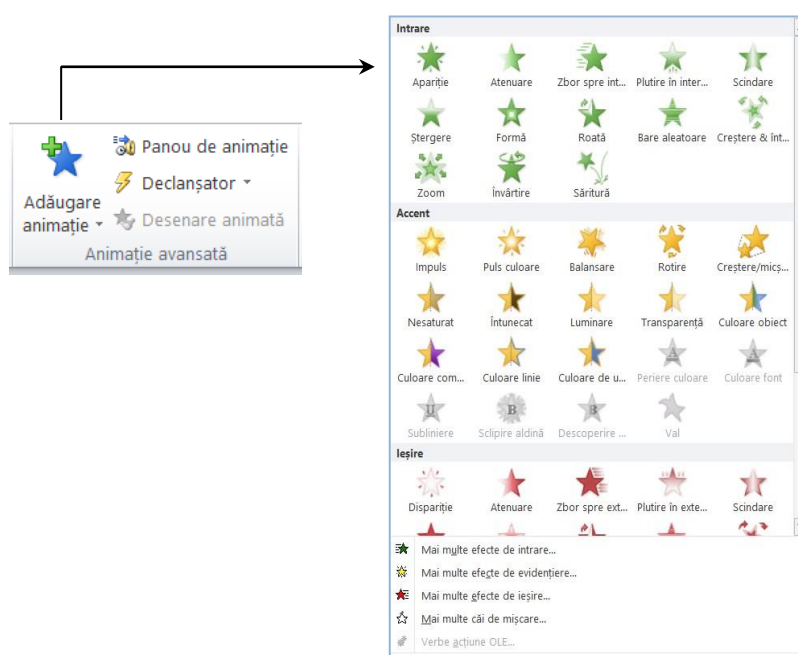 Panou de animație
Declanșator
Adăugare
animație
Desenare animată
Animație avansată
Intrare
Apariție Atenuare Zbor spre int... Plutire în inter... Scindare
Ștergere Formă Roată Bare aleatoare Creștere & înt...
Zoom Învârtire Săritură
Accent
Impuls Puls culoare Balansare Rotire Creștere/micș...
Nesaturat Întunecat Luminare Transparență Culoare obiect
Culoare com... Culoare linie Culoare de u... Periere culoare Culoare font
Subliniere Sclipire aldină Descoperire ... Val
Ieșire
Dispariție Atenuare Zbor spre ext... Plutire în exte... Scindare
Mai multe efecte de intrare...
Mai multe efecte de evidențiere...
Mai multe efecte de ieșire...
Mai multe căi de mișcare...
Verbe acțiune OLE...